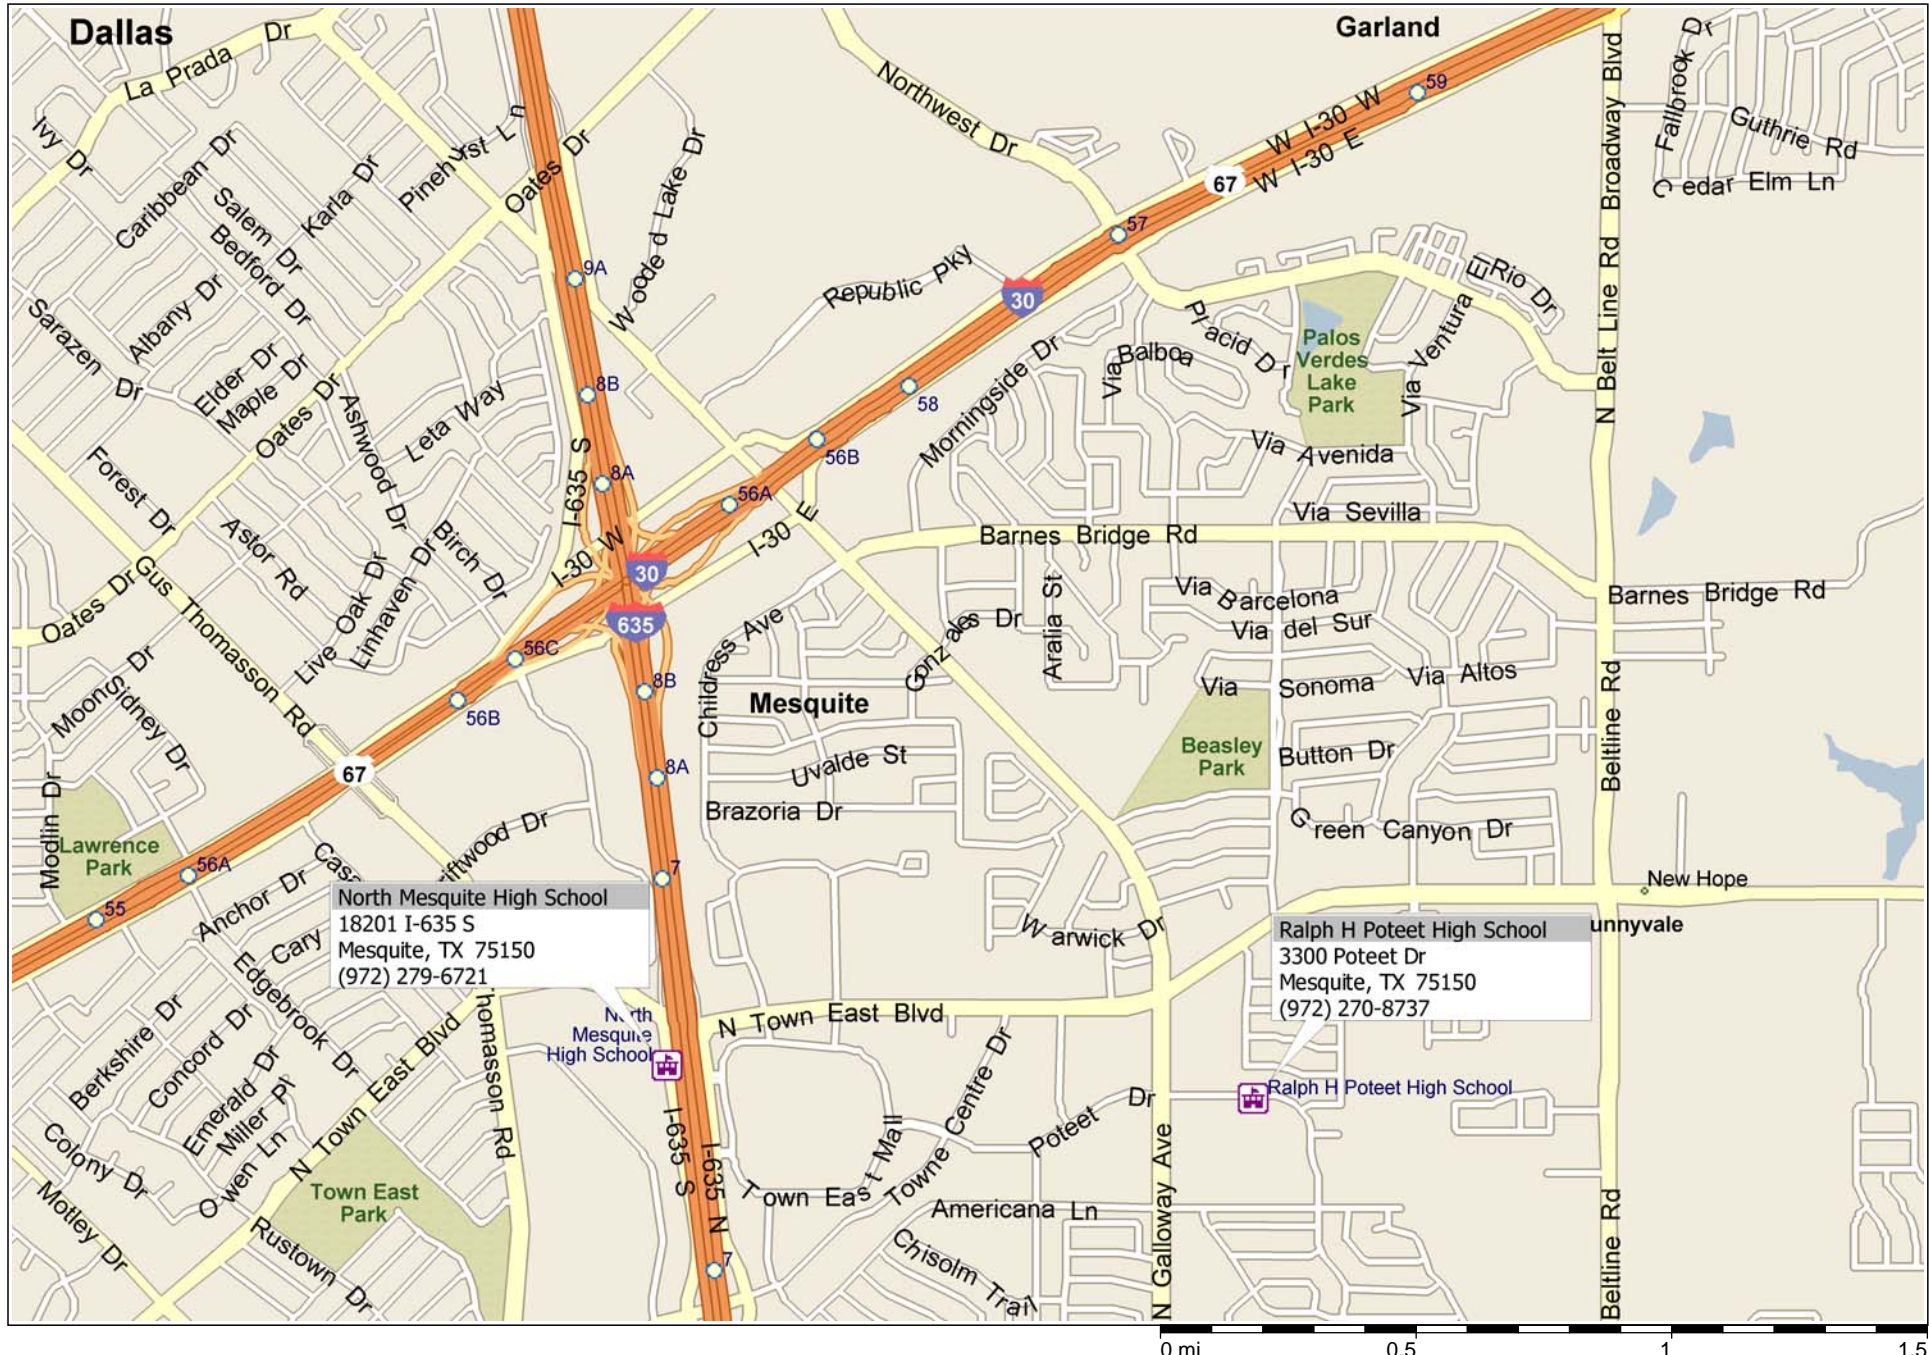 Dallas
Garland
La Prada Dr
Ivy Dr
Caribbean Dr
Salem Dr
Bedford Dr
Karla Dr
Pinehurst Ln
Oates Dr
Wooded Lake Dr
Northwest Dr
W I-30 W
W I-30 E
59
67
57
N Belt Line Rd
Broadway Blvd
Fallbrook Dr
Guthrie Rd
Cedar Elm Ln
9A
Republic Pky
30
Placid Dr
El Rio Dr
Palos
Verdes
Lake
Park
Via Ventura
Via Balboa
Via Avenida
Via Sevilla
Sarazen Dr
Albany Dr
Elder Dr
Maple Dr
Oates Dr
Ashwood Dr
Leta Way
8B
8A
I-635 S
58
56B
56A
Morningside Dr
I-30 W
I-30 E
30
635
Barnes Bridge Rd
Barnes Bridge Rd
Forest Dr
Astor Rd
Birch Dr
Live Oak Dr
Linhaven Dr
Oates Dr
Gus Thomasson Rd
Moon Dr
Sidney Dr
Modlin Dr
56C
56B
8B
8A
67
Childress Ave
Gonzales Dr
Aralia St
Via Barcelona
Via del Sur
Via Sonoma
Via Altos
Mesquite
Uvalde St
Brazoria Dr
Beasley
Park
Button Dr
Green Canyon Dr
Beltline Rd
Lawrence
Park
56A
55
7
Anchor Dr
Casa
riftwood Dr
Cary
North Mesquite High School
18201 I-635 S
Mesquite, TX 75150
(972) 279-6721
New Hope
unnyvale
Warwick Dr
Ralph H Poteet High School
3300 Poteet Dr
Mesquite, TX 75150
(972) 270-8737
Edgebrook Dr
Berkshire Dr
Concord Dr
Emerald Dr
Miller Pl
Owen Ln
Colony Dr
Motley Dr
N Town East Blvd
homasson Rd
North
Mesquite
High School
N Town East Blvd
Ralph H Poteet High School
Poteet Dr
Towne Centre Dr
Town East Mall
Town East
Park
Rustown Dr
I-635 S
I-635 N
7
Americana Ln
Chisolm Trail
N Galloway Ave
Beltline Rd
0 mi 0.5 1 1.5